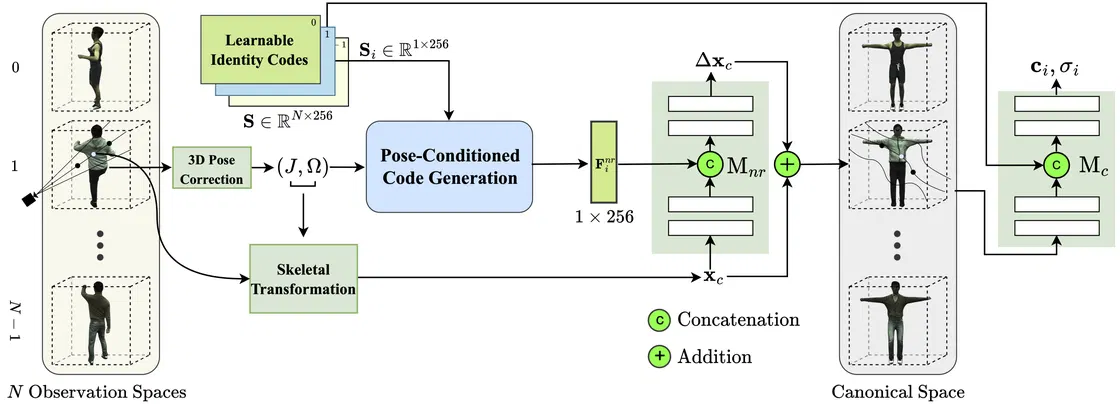 0
1
N − 1
N Observation Spaces
Learnable
Identity Codes
0
1
− 1
S ∈ ℝ^{N×256}
S_i ∈ ℝ^{1×256}
3D Pose
Correction
(J, Ω)
Skeletal
Transformation
Pose-Conditioned
Code Generation
F_i^{nr}
1 × 256
Δx_c
C
M_{nr}
x_c
+
C Concatenation
+ Addition
Canonical Space
c_i, σ_i
C
M_c